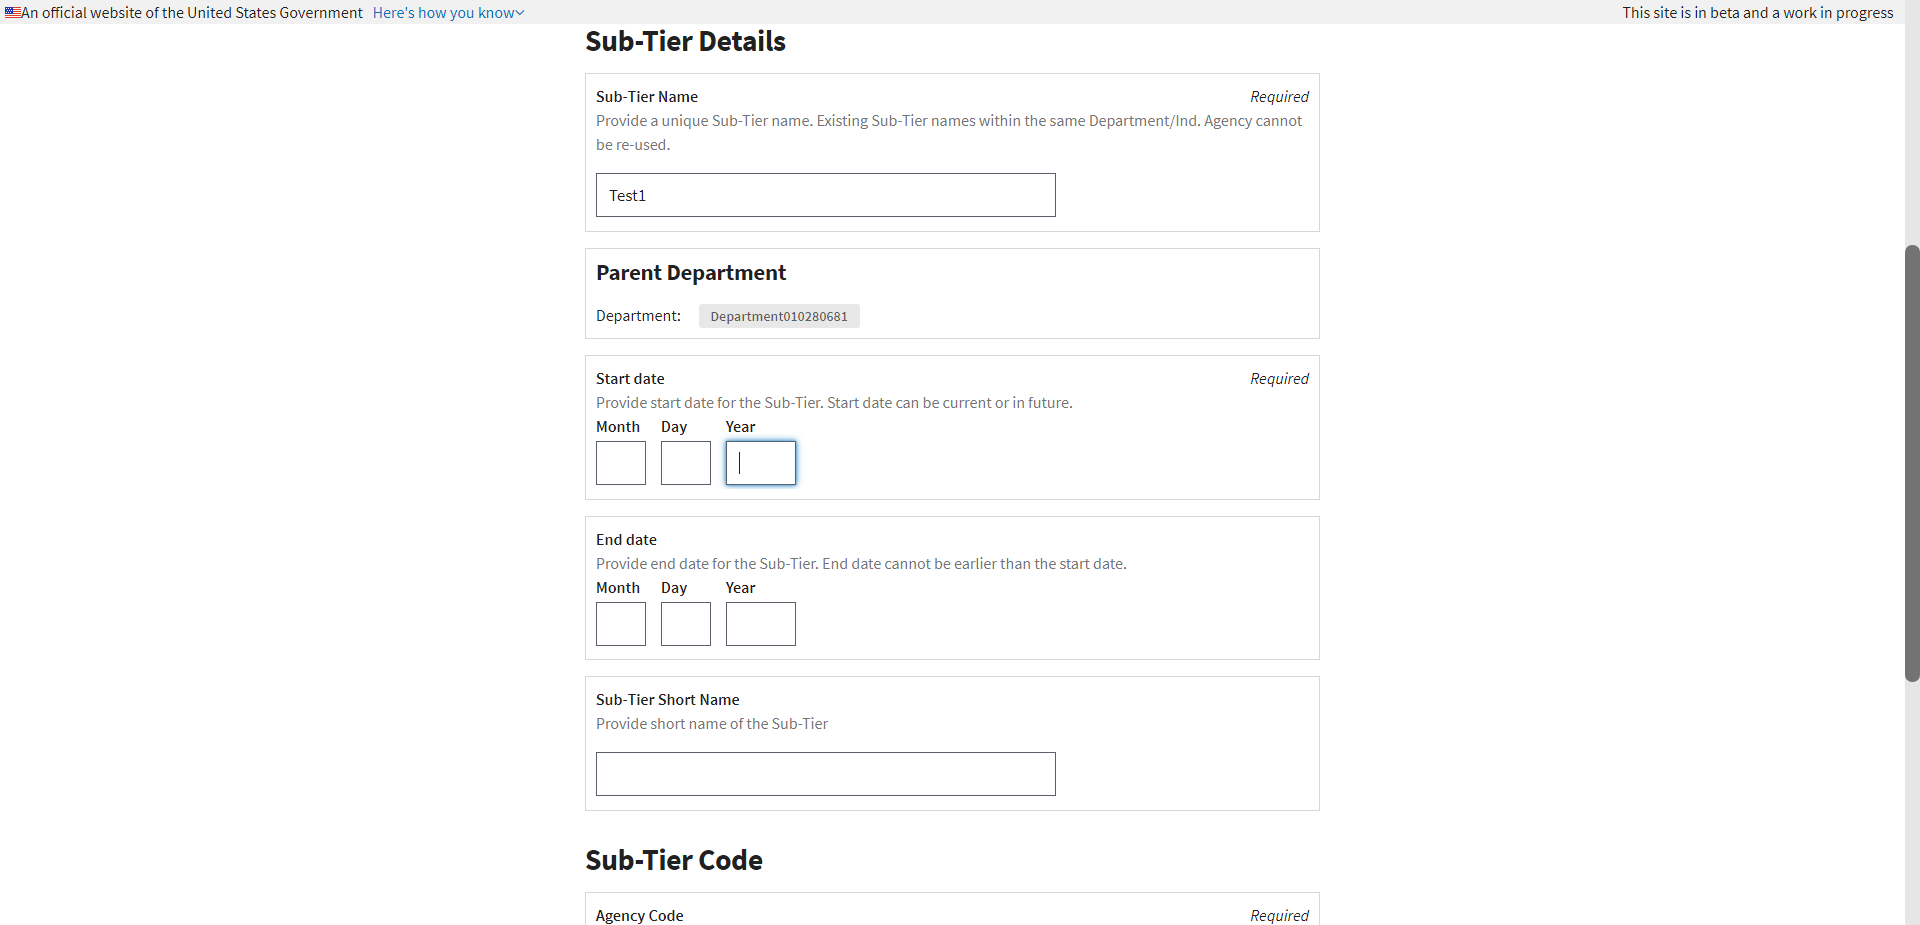 An official website of the United States Government Here's how you know
This site is in beta and a work in progress
Sub-Tier Details
Sub-Tier Name
Required
Provide a unique Sub-Tier name. Existing Sub-Tier names within the same Department/Ind. Agency cannot
be re-used.
Test1
Parent Department
Department: Department010280681
Start date
Required
Provide start date for the Sub-Tier. Start date can be current or in future.
Month Day Year
End date
Provide end date for the Sub-Tier. End date cannot be earlier than the start date.
Month Day Year
Sub-Tier Short Name
Provide short name of the Sub-Tier
Sub-Tier Code
Agency Code
Required